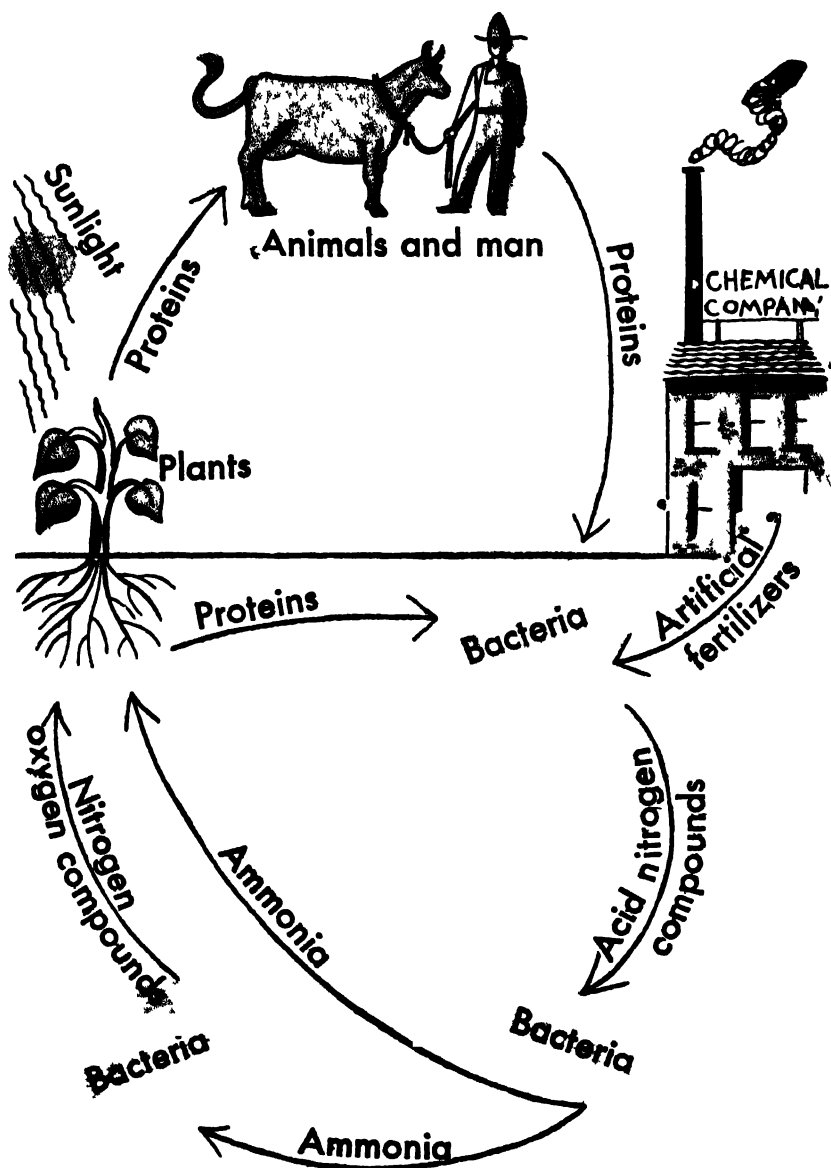 Sunlight
Proteins
Animals and man
Proteins
CHEMICAL
COMPANY
Plants
Proteins
Bacteria
Artificial
fertilizers
Nitrogen
oxygen compounds
Ammonia
Acid nitrogen
compounds
Bacteria
Bacteria
Ammonia